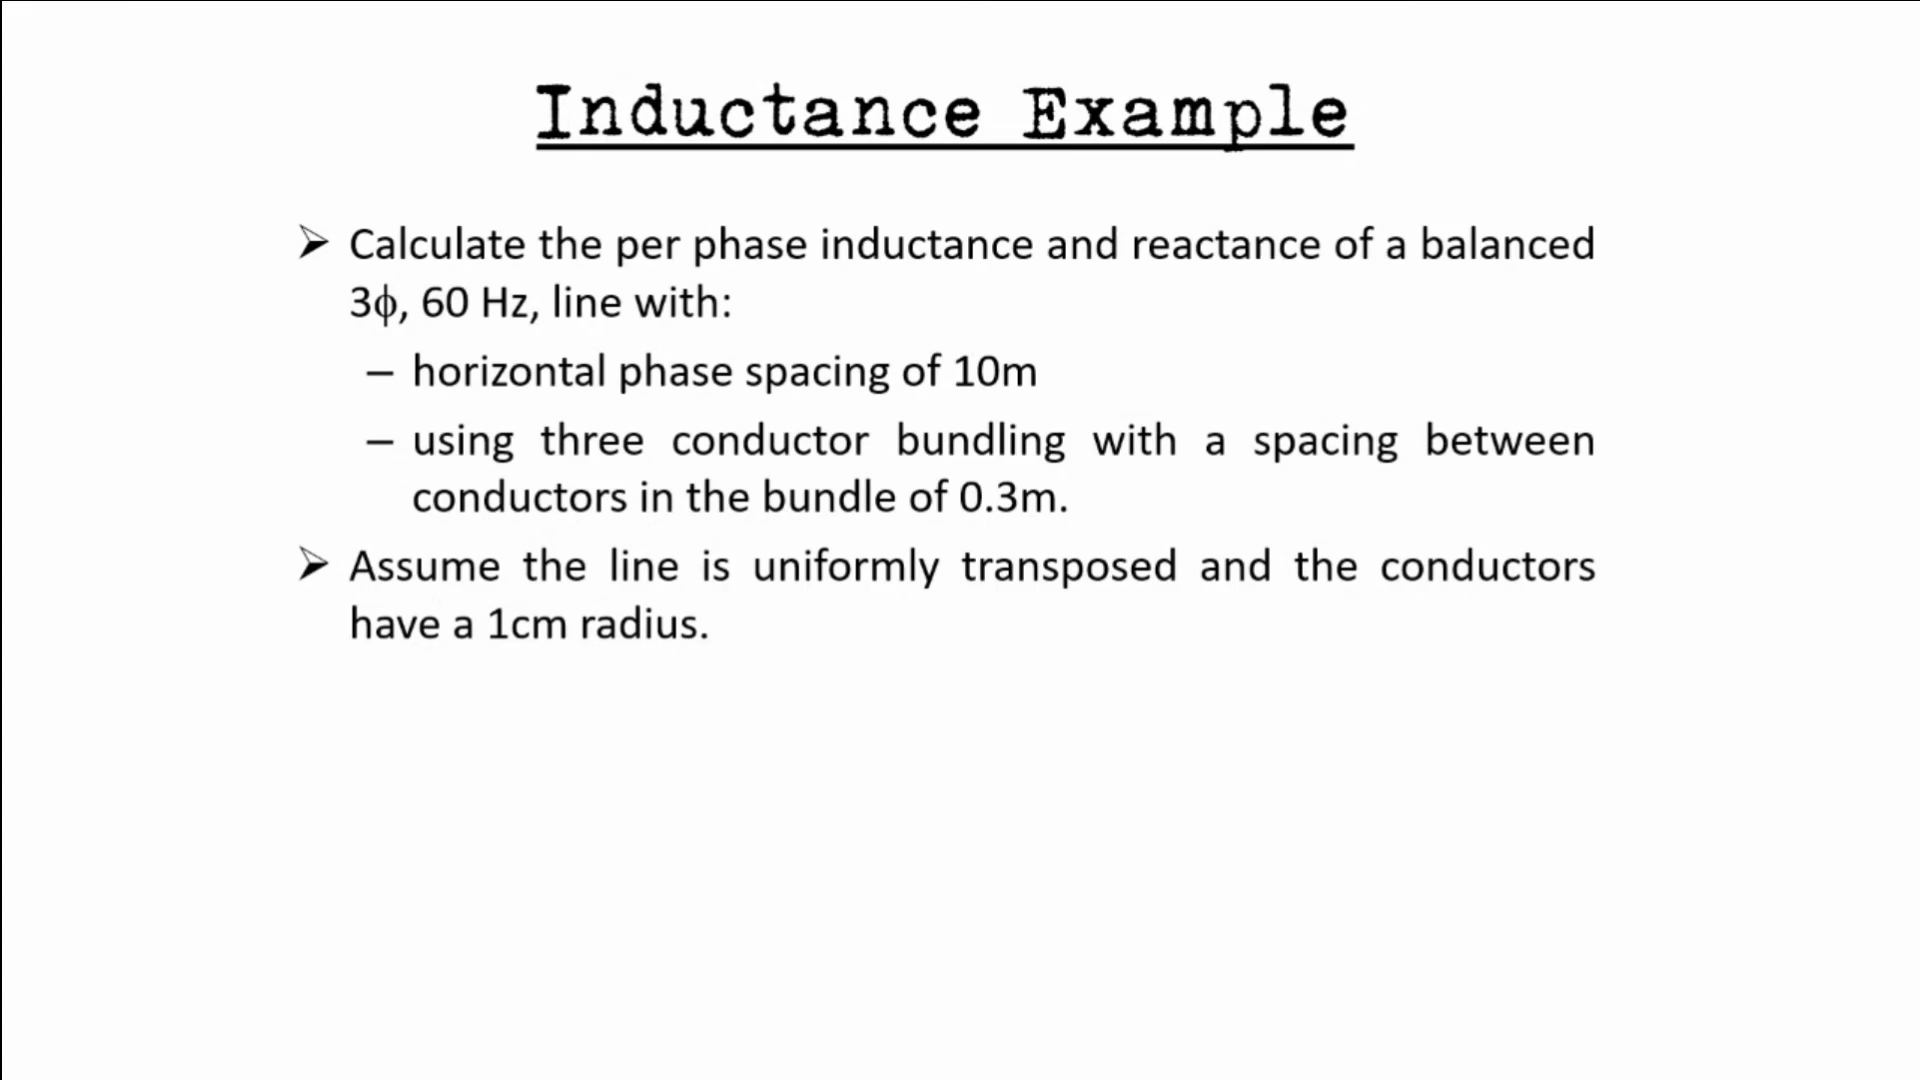 Inductance Example
➢ Calculate the per phase inductance and reactance of a balanced
3ϕ, 60 Hz, line with:
– horizontal phase spacing of 10m
– using three conductor bundling with a spacing between
conductors in the bundle of 0.3m.
➢ Assume the line is uniformly transposed and the conductors
have a 1cm radius.